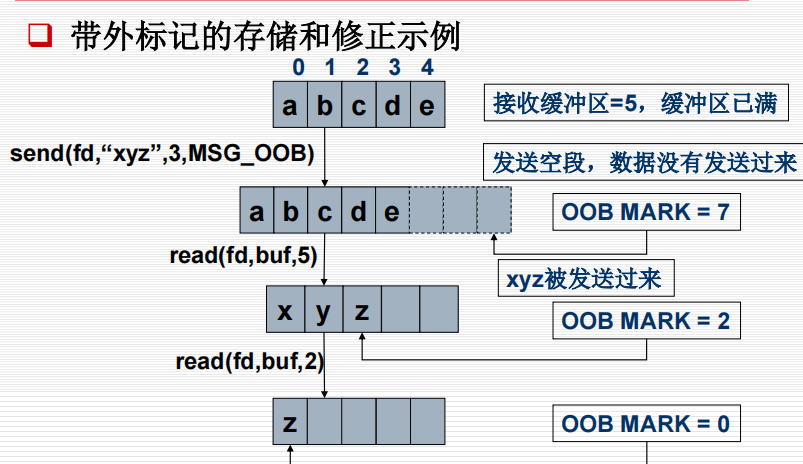 带外标记的存储和修正示例
0 1 2 3 4
a b c d e
接收缓冲区=5，缓冲区已满
send(fd,“xyz”,3,MSG_OOB)
发送空段，数据没有发送过来
a b c d e
OOB MARK = 7
read(fd,buf,5)
xyz被发送过来
x y z
OOB MARK = 2
read(fd,buf,2)
z
OOB MARK = 0